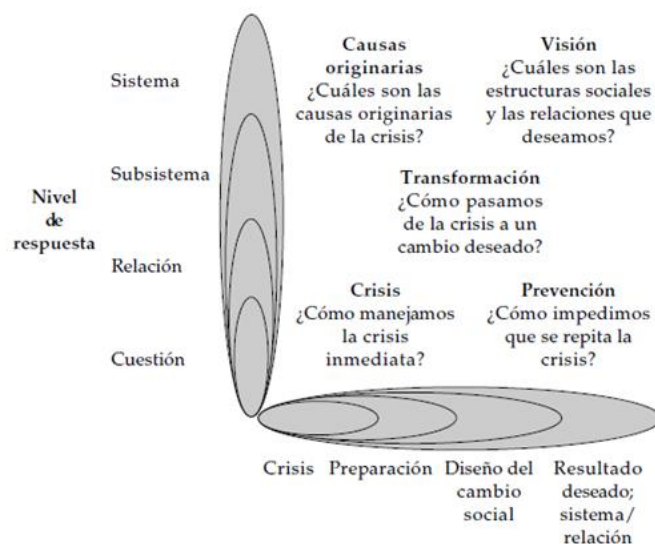 Sistema
Subsistema
Nivel
de
respuesta
Relación
Cuestión
Causas
originarias
¿Cuáles son las
causas originarias
de la crisis?
Visión
¿Cuáles son las
estructuras sociales
y las relaciones que
deseamos?
Transformación
¿Cómo pasamos
de la crisis a un
cambio deseado?
Crisis
¿Cómo manejamos
la crisis
inmediata?
Prevención
¿Cómo impedimos
que se repita la
crisis?
Crisis
Preparación
Diseño del
cambio
social
Resultado
deseado;
sistema/
relación